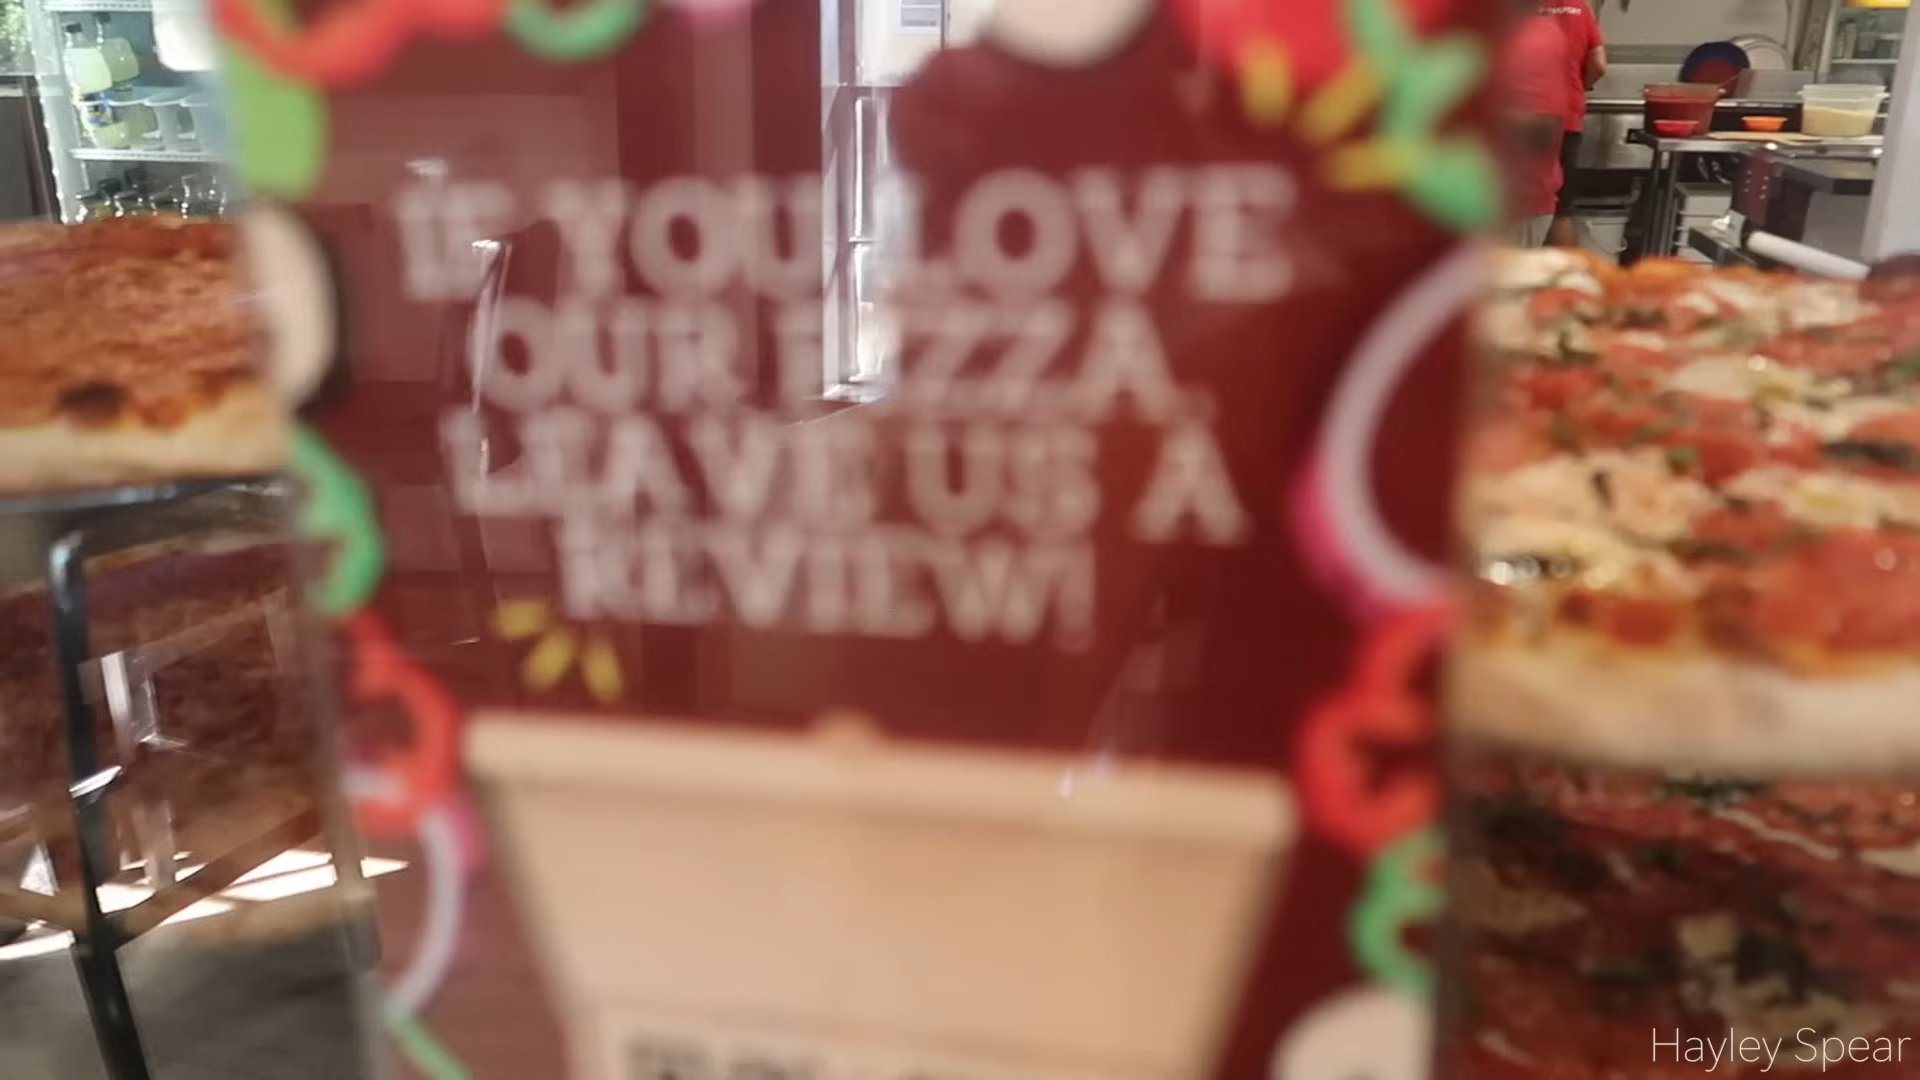 IF YOU LOVE
OUR PIZZA,
LEAVE US A
REVIEW!
Hayley Spear